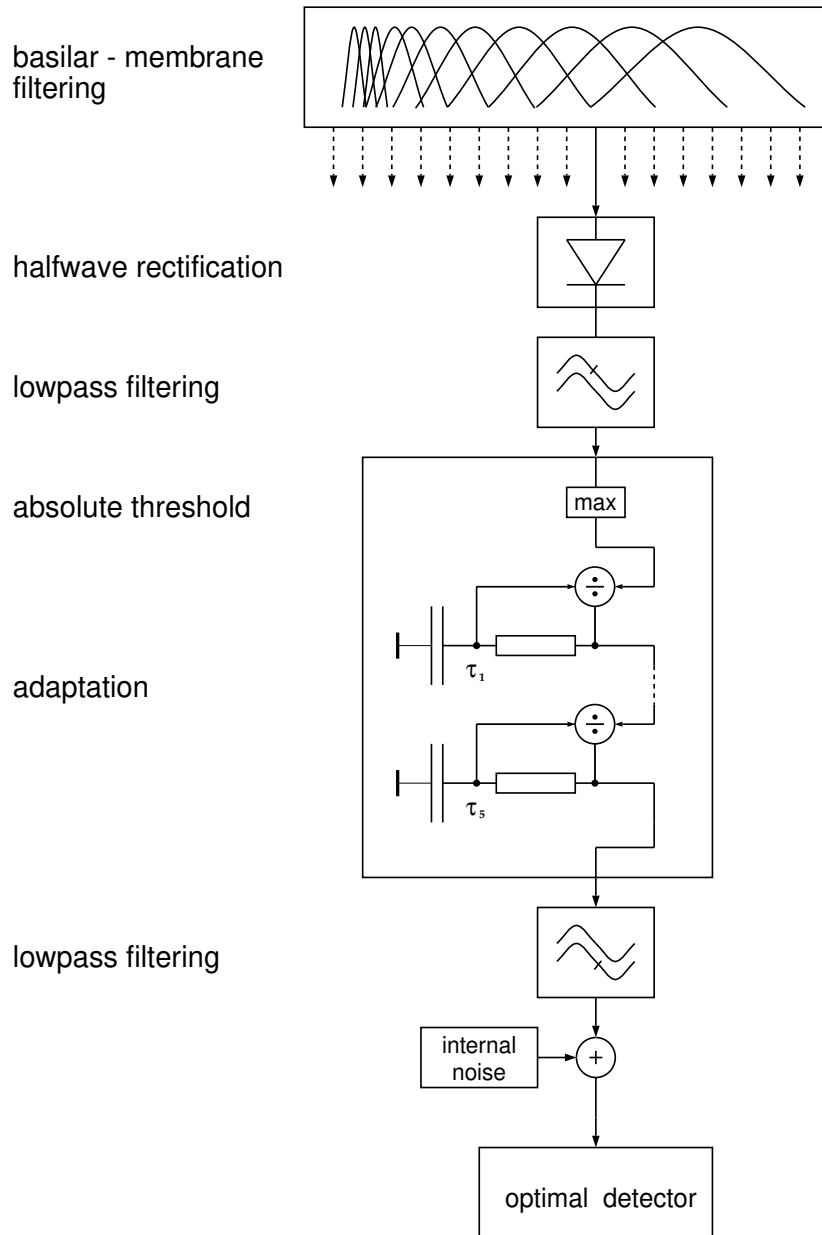 basilar - membrane
filtering
halfwave rectification
lowpass filtering
absolute threshold
max
÷
τ₁
adaptation
÷
τ₅
lowpass filtering
internal
noise
+
optimal detector